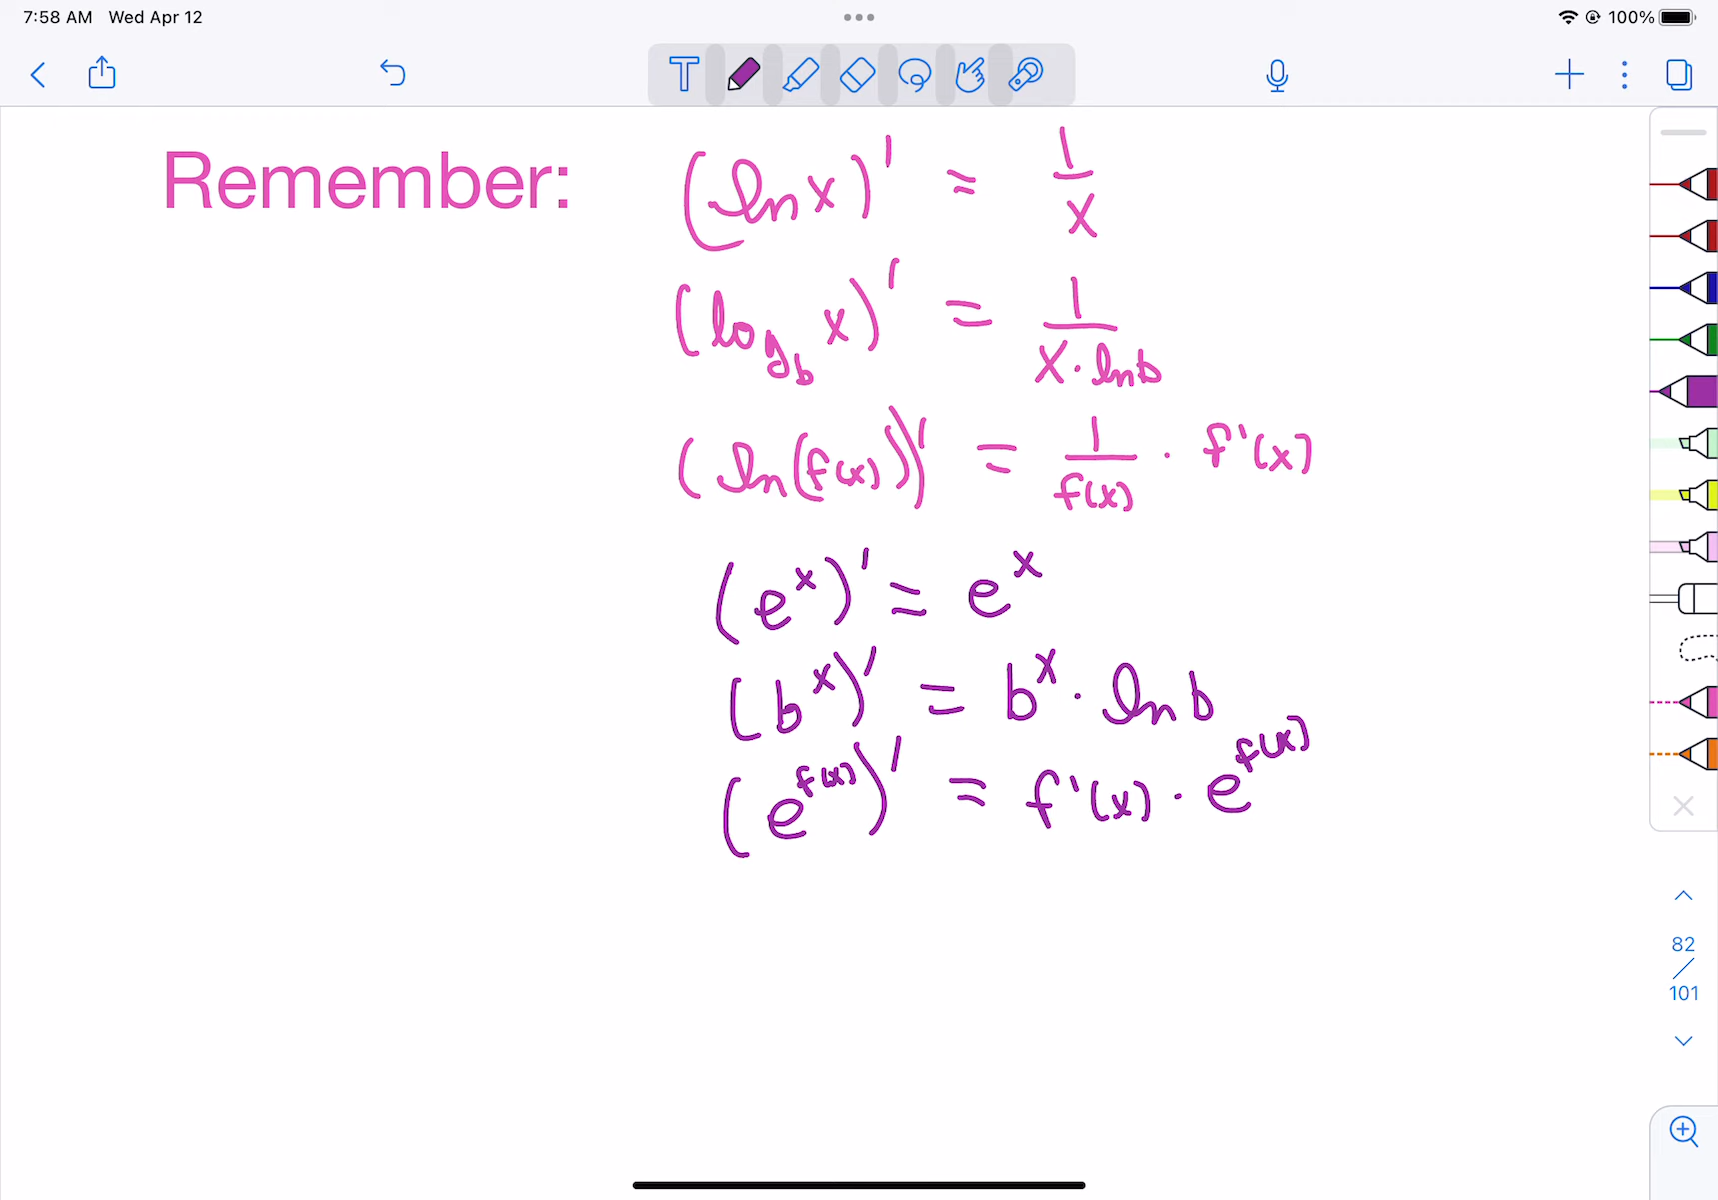 7:58 AM Wed Apr 12
100%
Remember:
(ln x)' = 1/x
(log_b x)' = 1/(x · ln b)
(ln(f(x)))' = 1/f(x) · f'(x)
(e^x)' = e^x
(b^x)' = b^x · ln b
(e^f(x))' = f'(x) · e^f(x)
82
/
101